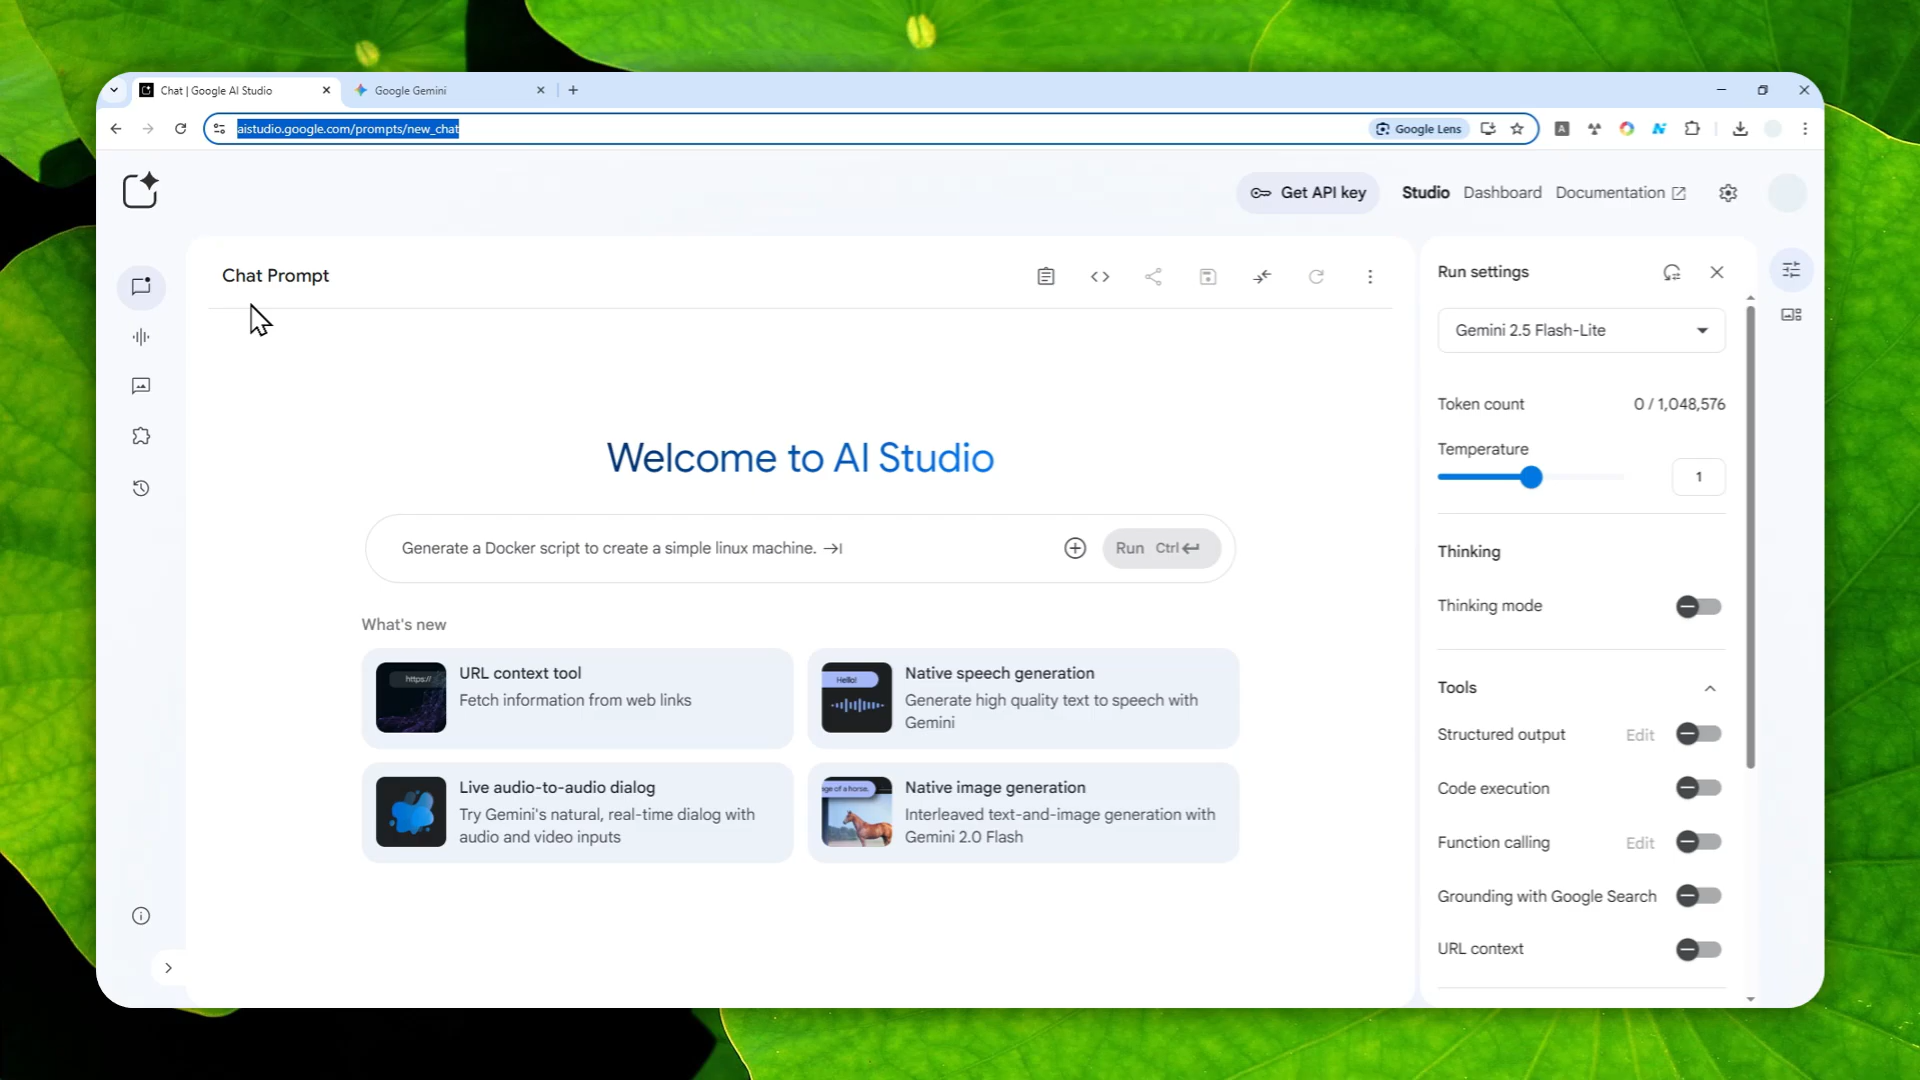 Chat | Google AI Studio
Google Gemini
aistudio.google.com/prompts/new_chat
Google Lens
A
N
Get API key
Studio
Dashboard
Documentation
Chat Prompt
Run settings
Gemini 2.5 Flash-Lite
Token count
0 / 1,048,576
Temperature
1
Welcome to AI Studio
Generate a Docker script to create a simple linux machine.
Run Ctrl
Thinking
Thinking mode
What's new
https://
URL context tool
Fetch information from web links
Hello!
Native speech generation
Generate high quality text to speech with
Gemini
Live audio-to-audio dialog
Try Gemini's natural, real-time dialog with
audio and video inputs
ge of a horse,
Native image generation
Interleaved text-and-image generation with
Gemini 2.0 Flash
Tools
Structured output
Edit
Code execution
Function calling
Edit
Grounding with Google Search
URL context